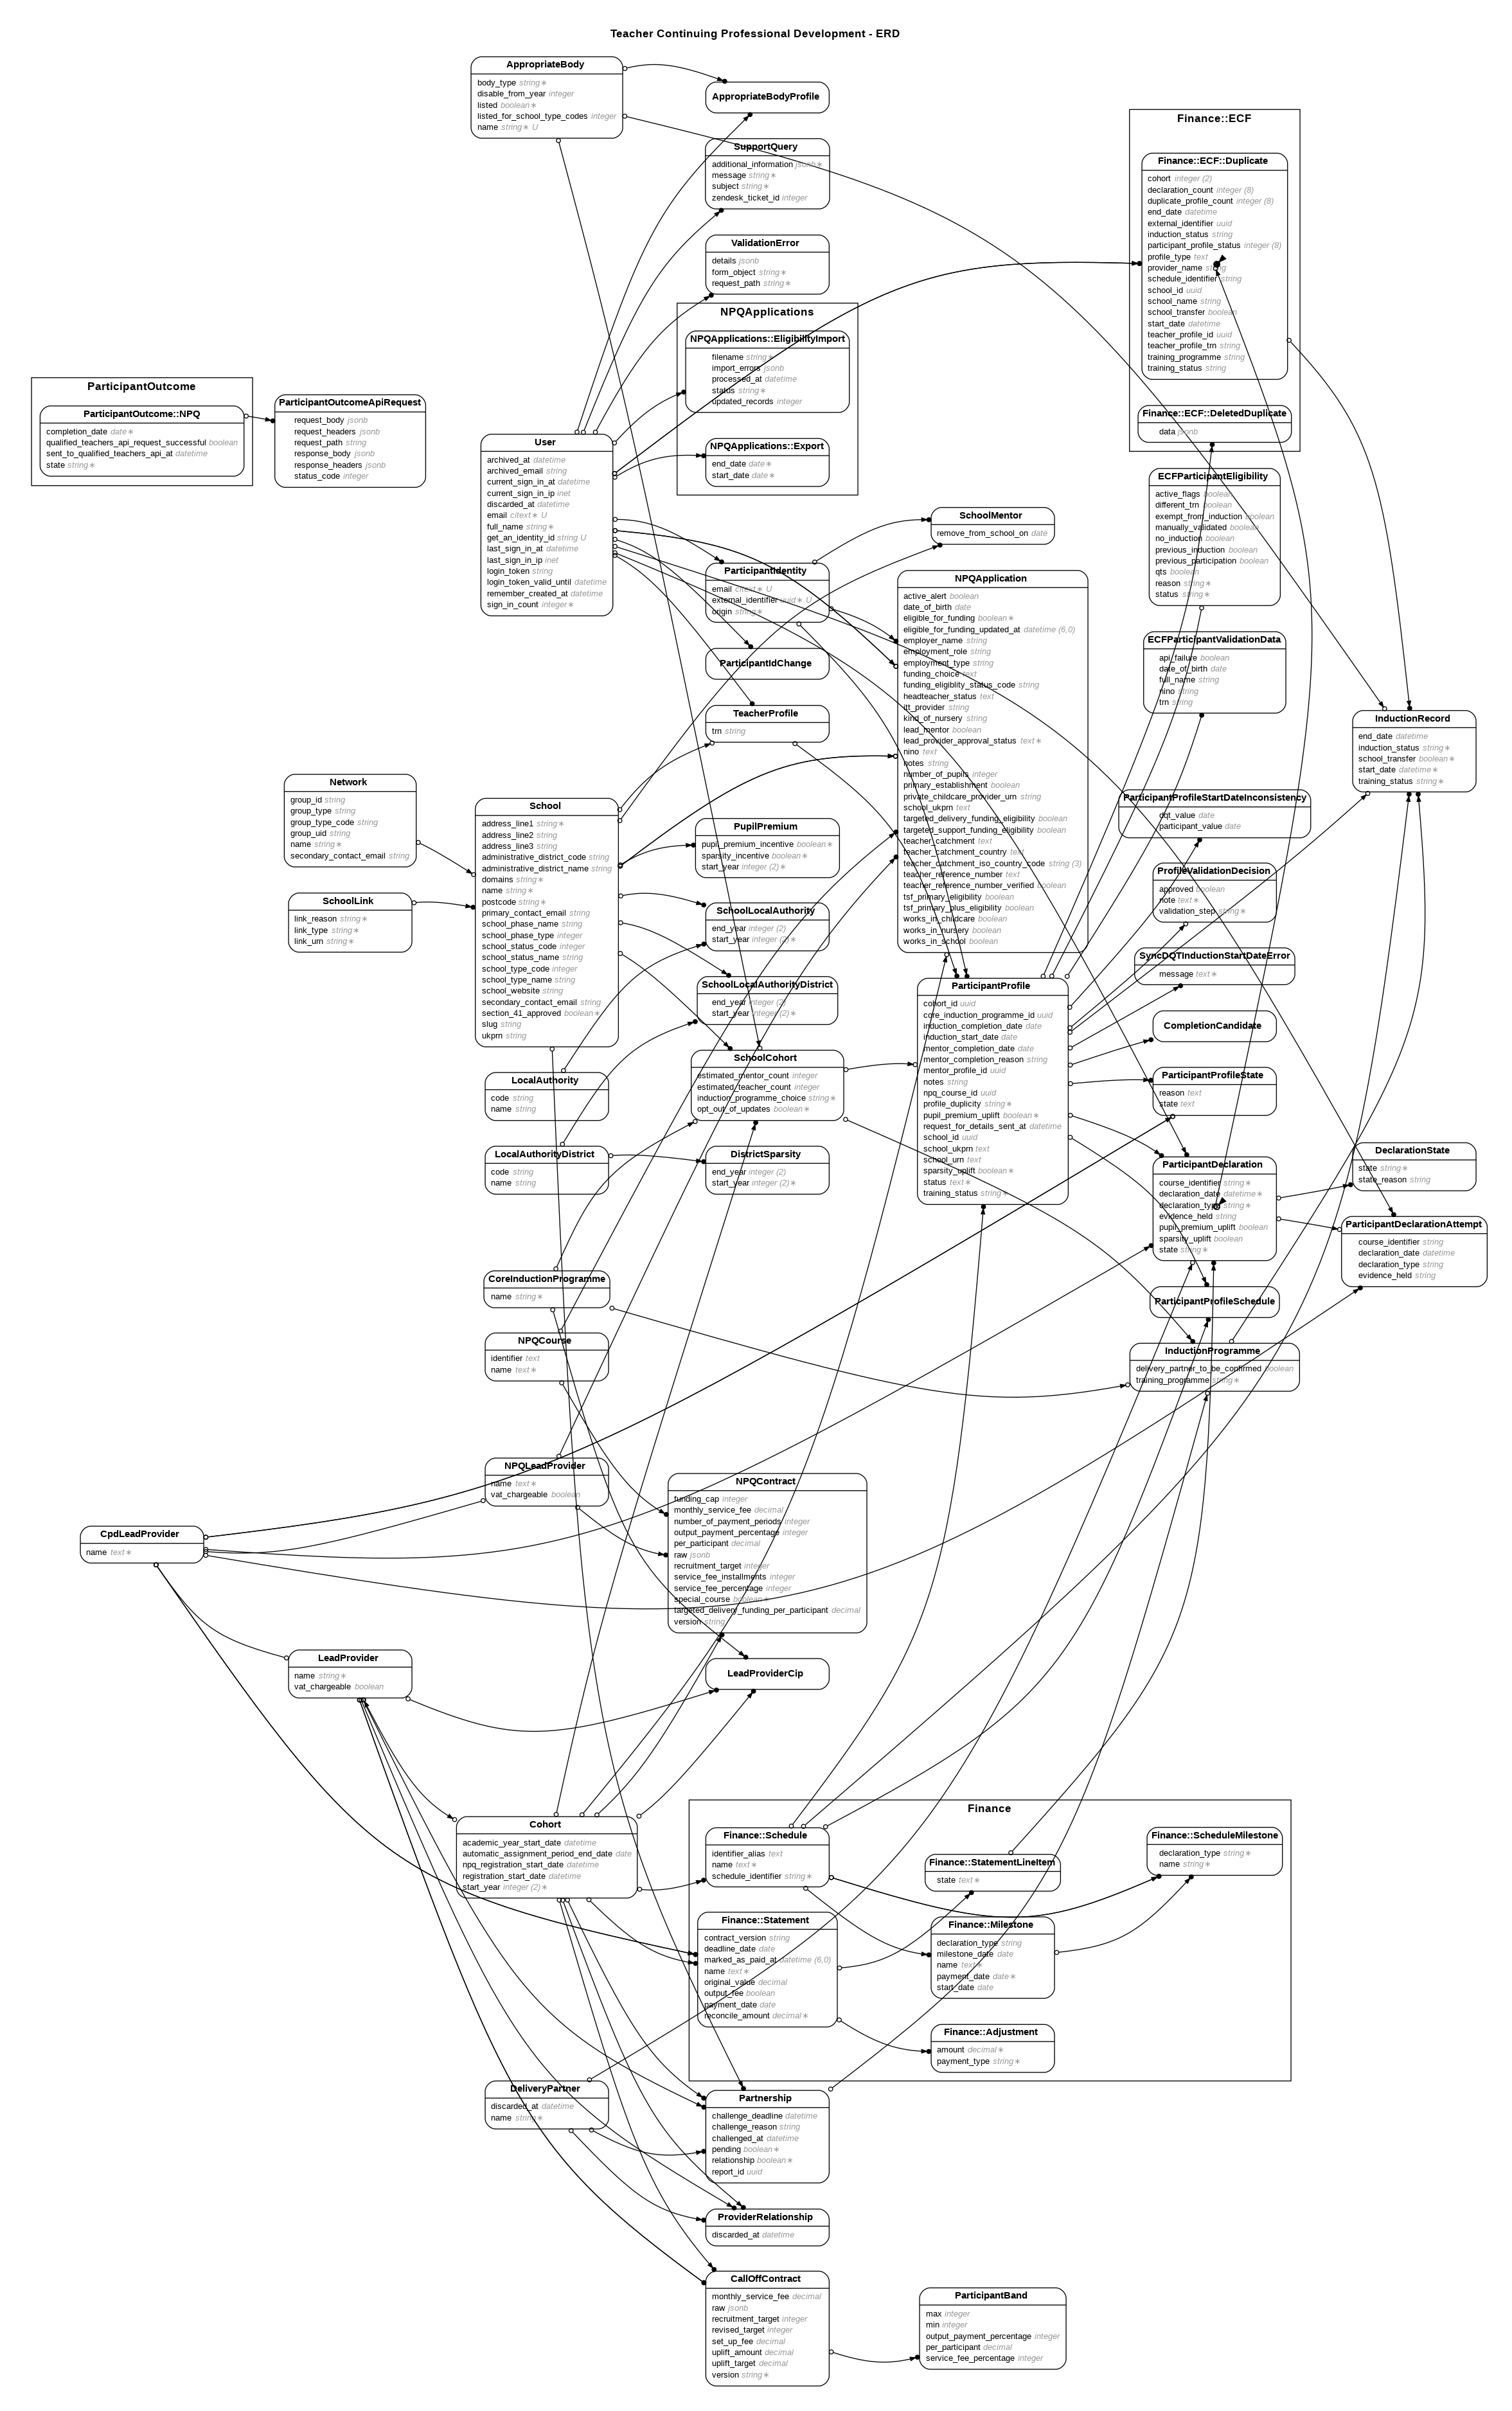 Teacher Continuing Professional Development - ERD
AppropriateBody
body_type string∗
disable_from_year integer
listed boolean∗
listed_for_school_type_codes integer
name string∗ U
AppropriateBodyProfile
SupportQuery
additional_information jsonb∗
message string∗
subject string∗
zendesk_ticket_id integer
ValidationError
details jsonb
form_object string∗
request_path string∗
NPQApplications
NPQApplications::EligibilityImport
filename string∗
import_errors jsonb
processed_at datetime
status string∗
updated_records integer
NPQApplications::Export
end_date date∗
start_date date∗
Finance::ECF
Finance::ECF::Duplicate
cohort integer (2)
declaration_count integer (8)
duplicate_profile_count integer (8)
end_date datetime
external_identifier uuid
induction_status string
participant_profile_status integer (8)
profile_type text
provider_name string
schedule_identifier string
school_id uuid
school_name string
school_transfer boolean
start_date datetime
teacher_profile_id uuid
teacher_profile_trn string
training_programme string
training_status string
Finance::ECF::DeletedDuplicate
data jsonb
ParticipantOutcome
ParticipantOutcome::NPQ
completion_date date∗
qualified_teachers_api_request_successful boolean
sent_to_qualified_teachers_api_at datetime
state string∗
ParticipantOutcomeApiRequest
request_body jsonb
request_headers jsonb
request_path string
response_body jsonb
response_headers jsonb
status_code integer
User
archived_at datetime
archived_email string
current_sign_in_at datetime
current_sign_in_ip inet
discarded_at datetime
email citext∗ U
full_name string∗
get_an_identity_id string U
last_sign_in_at datetime
last_sign_in_ip inet
login_token string
login_token_valid_until datetime
remember_created_at datetime
sign_in_count integer∗
ECFParticipantEligibility
active_flags boolean
different_trn boolean
exempt_from_induction boolean
manually_validated boolean
no_induction boolean
previous_induction boolean
previous_participation boolean
qts boolean
reason string∗
status string∗
SchoolMentor
remove_from_school_on date
ParticipantIdentity
email citext∗ U
external_identifier uuid∗ U
origin string∗
NPQApplication
active_alert boolean
date_of_birth date
eligible_for_funding boolean∗
eligible_for_funding_updated_at datetime (6,0)
employer_name string
employment_role string
employment_type string
funding_choice text
funding_eligiblity_status_code string
headteacher_status text
itt_provider string
kind_of_nursery string
lead_mentor boolean
lead_provider_approval_status text∗
nino text
notes string
number_of_pupils integer
primary_establishment boolean
private_childcare_provider_urn string
school_ukprn text
targeted_delivery_funding_eligibility boolean
targeted_support_funding_eligibility boolean
teacher_catchment text
teacher_catchment_country text
teacher_catchment_iso_country_code string (3)
teacher_reference_number text
teacher_reference_number_verified boolean
tsf_primary_eligibility boolean
tsf_primary_plus_eligibility boolean
works_in_childcare boolean
works_in_nursery boolean
works_in_school boolean
ECFParticipantValidationData
api_failure boolean
date_of_birth date
full_name string
nino string
trn string
ParticipantIdChange
TeacherProfile
trn string
InductionRecord
end_date datetime
induction_status string∗
school_transfer boolean∗
start_date datetime∗
training_status string∗
Network
group_id string
group_type string
group_type_code string
group_uid string
name string∗
secondary_contact_email string
SchoolLink
link_reason string∗
link_type string∗
link_urn string∗
School
address_line1 string∗
address_line2 string
address_line3 string
administrative_district_code string
administrative_district_name string
domains string∗
name string∗
postcode string∗
primary_contact_email string
school_phase_name string
school_phase_type integer
school_status_code integer
school_status_name string
school_type_code integer
school_type_name string
school_website string
secondary_contact_email string
section_41_approved boolean∗
slug string
ukprn string
PupilPremium
pupil_premium_incentive boolean∗
sparsity_incentive boolean∗
start_year integer (2)∗
SchoolLocalAuthority
end_year integer (2)
start_year integer (2)∗
SchoolLocalAuthorityDistrict
end_year integer (2)
start_year integer (2)∗
ParticipantProfileStartDateInconsistency
dqt_value date
participant_value date
ProfileValidationDecision
approved boolean
note text∗
validation_step string∗
SyncDQTInductionStartDateError
message text∗
CompletionCandidate
ParticipantProfileState
reason text
state text
ParticipantProfile
cohort_id uuid
core_induction_programme_id uuid
induction_completion_date date
induction_start_date date
mentor_completion_date date
mentor_completion_reason string
mentor_profile_id uuid
notes string
npq_course_id uuid
profile_duplicity string∗
pupil_premium_uplift boolean∗
request_for_details_sent_at datetime
school_id uuid
school_ukprn text
school_urn text
sparsity_uplift boolean∗
status text∗
training_status string∗
SchoolCohort
estimated_mentor_count integer
estimated_teacher_count integer
induction_programme_choice string∗
opt_out_of_updates boolean∗
LocalAuthority
code string
name string
LocalAuthorityDistrict
code string
name string
DistrictSparsity
end_year integer (2)
start_year integer (2)∗
ParticipantDeclaration
course_identifier string∗
declaration_date datetime∗
declaration_type string∗
evidence_held string
pupil_premium_uplift boolean
sparsity_uplift boolean
state string∗
DeclarationState
state string∗
state_reason string
ParticipantDeclarationAttempt
course_identifier string
declaration_date datetime
declaration_type string
evidence_held string
ParticipantProfileSchedule
InductionProgramme
delivery_partner_to_be_confirmed boolean
training_programme string∗
CoreInductionProgramme
name string∗
NPQCourse
identifier text
name text∗
NPQLeadProvider
name text∗
vat_chargeable boolean
NPQContract
funding_cap integer
monthly_service_fee decimal
number_of_payment_periods integer
output_payment_percentage integer
per_participant decimal
raw jsonb
recruitment_target integer
service_fee_installments integer
service_fee_percentage integer
special_course boolean∗
targeted_delivery_funding_per_participant decimal
version string
CpdLeadProvider
name text∗
LeadProvider
name string∗
vat_chargeable boolean
LeadProviderCip
Cohort
academic_year_start_date datetime
automatic_assignment_period_end_date date
npq_registration_start_date datetime
registration_start_date datetime
start_year integer (2)∗
Finance
Finance::Schedule
identifier_alias text
name text∗
schedule_identifier string∗
Finance::StatementLineItem
state text∗
Finance::ScheduleMilestone
declaration_type string∗
name string∗
Finance::Statement
contract_version string
deadline_date date
marked_as_paid_at datetime (6,0)
name text∗
original_value decimal
output_fee boolean
payment_date date
reconcile_amount decimal∗
Finance::Milestone
declaration_type string
milestone_date date
name text∗
payment_date date∗
start_date date
Finance::Adjustment
amount decimal∗
payment_type string∗
DeliveryPartner
discarded_at datetime
name string∗
Partnership
challenge_deadline datetime
challenge_reason string
challenged_at datetime
pending boolean∗
relationship boolean∗
report_id uuid
ProviderRelationship
discarded_at datetime
CallOffContract
monthly_service_fee decimal
raw jsonb
recruitment_target integer
revised_target integer
set_up_fee decimal
uplift_amount decimal
uplift_target decimal
version string∗
ParticipantBand
max integer
min integer
output_payment_percentage integer
per_participant decimal
service_fee_percentage integer